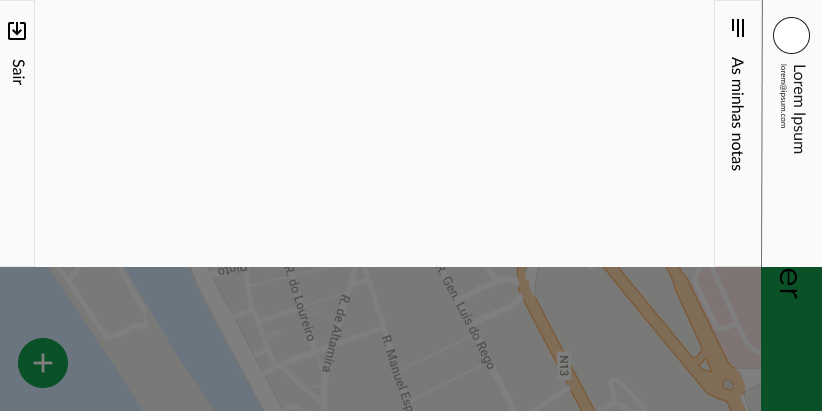 Lorem Ipsum
lorem@ipsum.com
As minhas notas
Sair
er
N13
R. Gen. Luís do Rego
R. Manuel Esp
R. de Altamira
R. do Loureiro